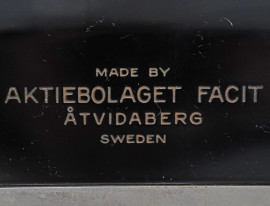 MADE BY
AKTIEBOLAGET FACIT
ÅTVIDABERG
SWEDEN